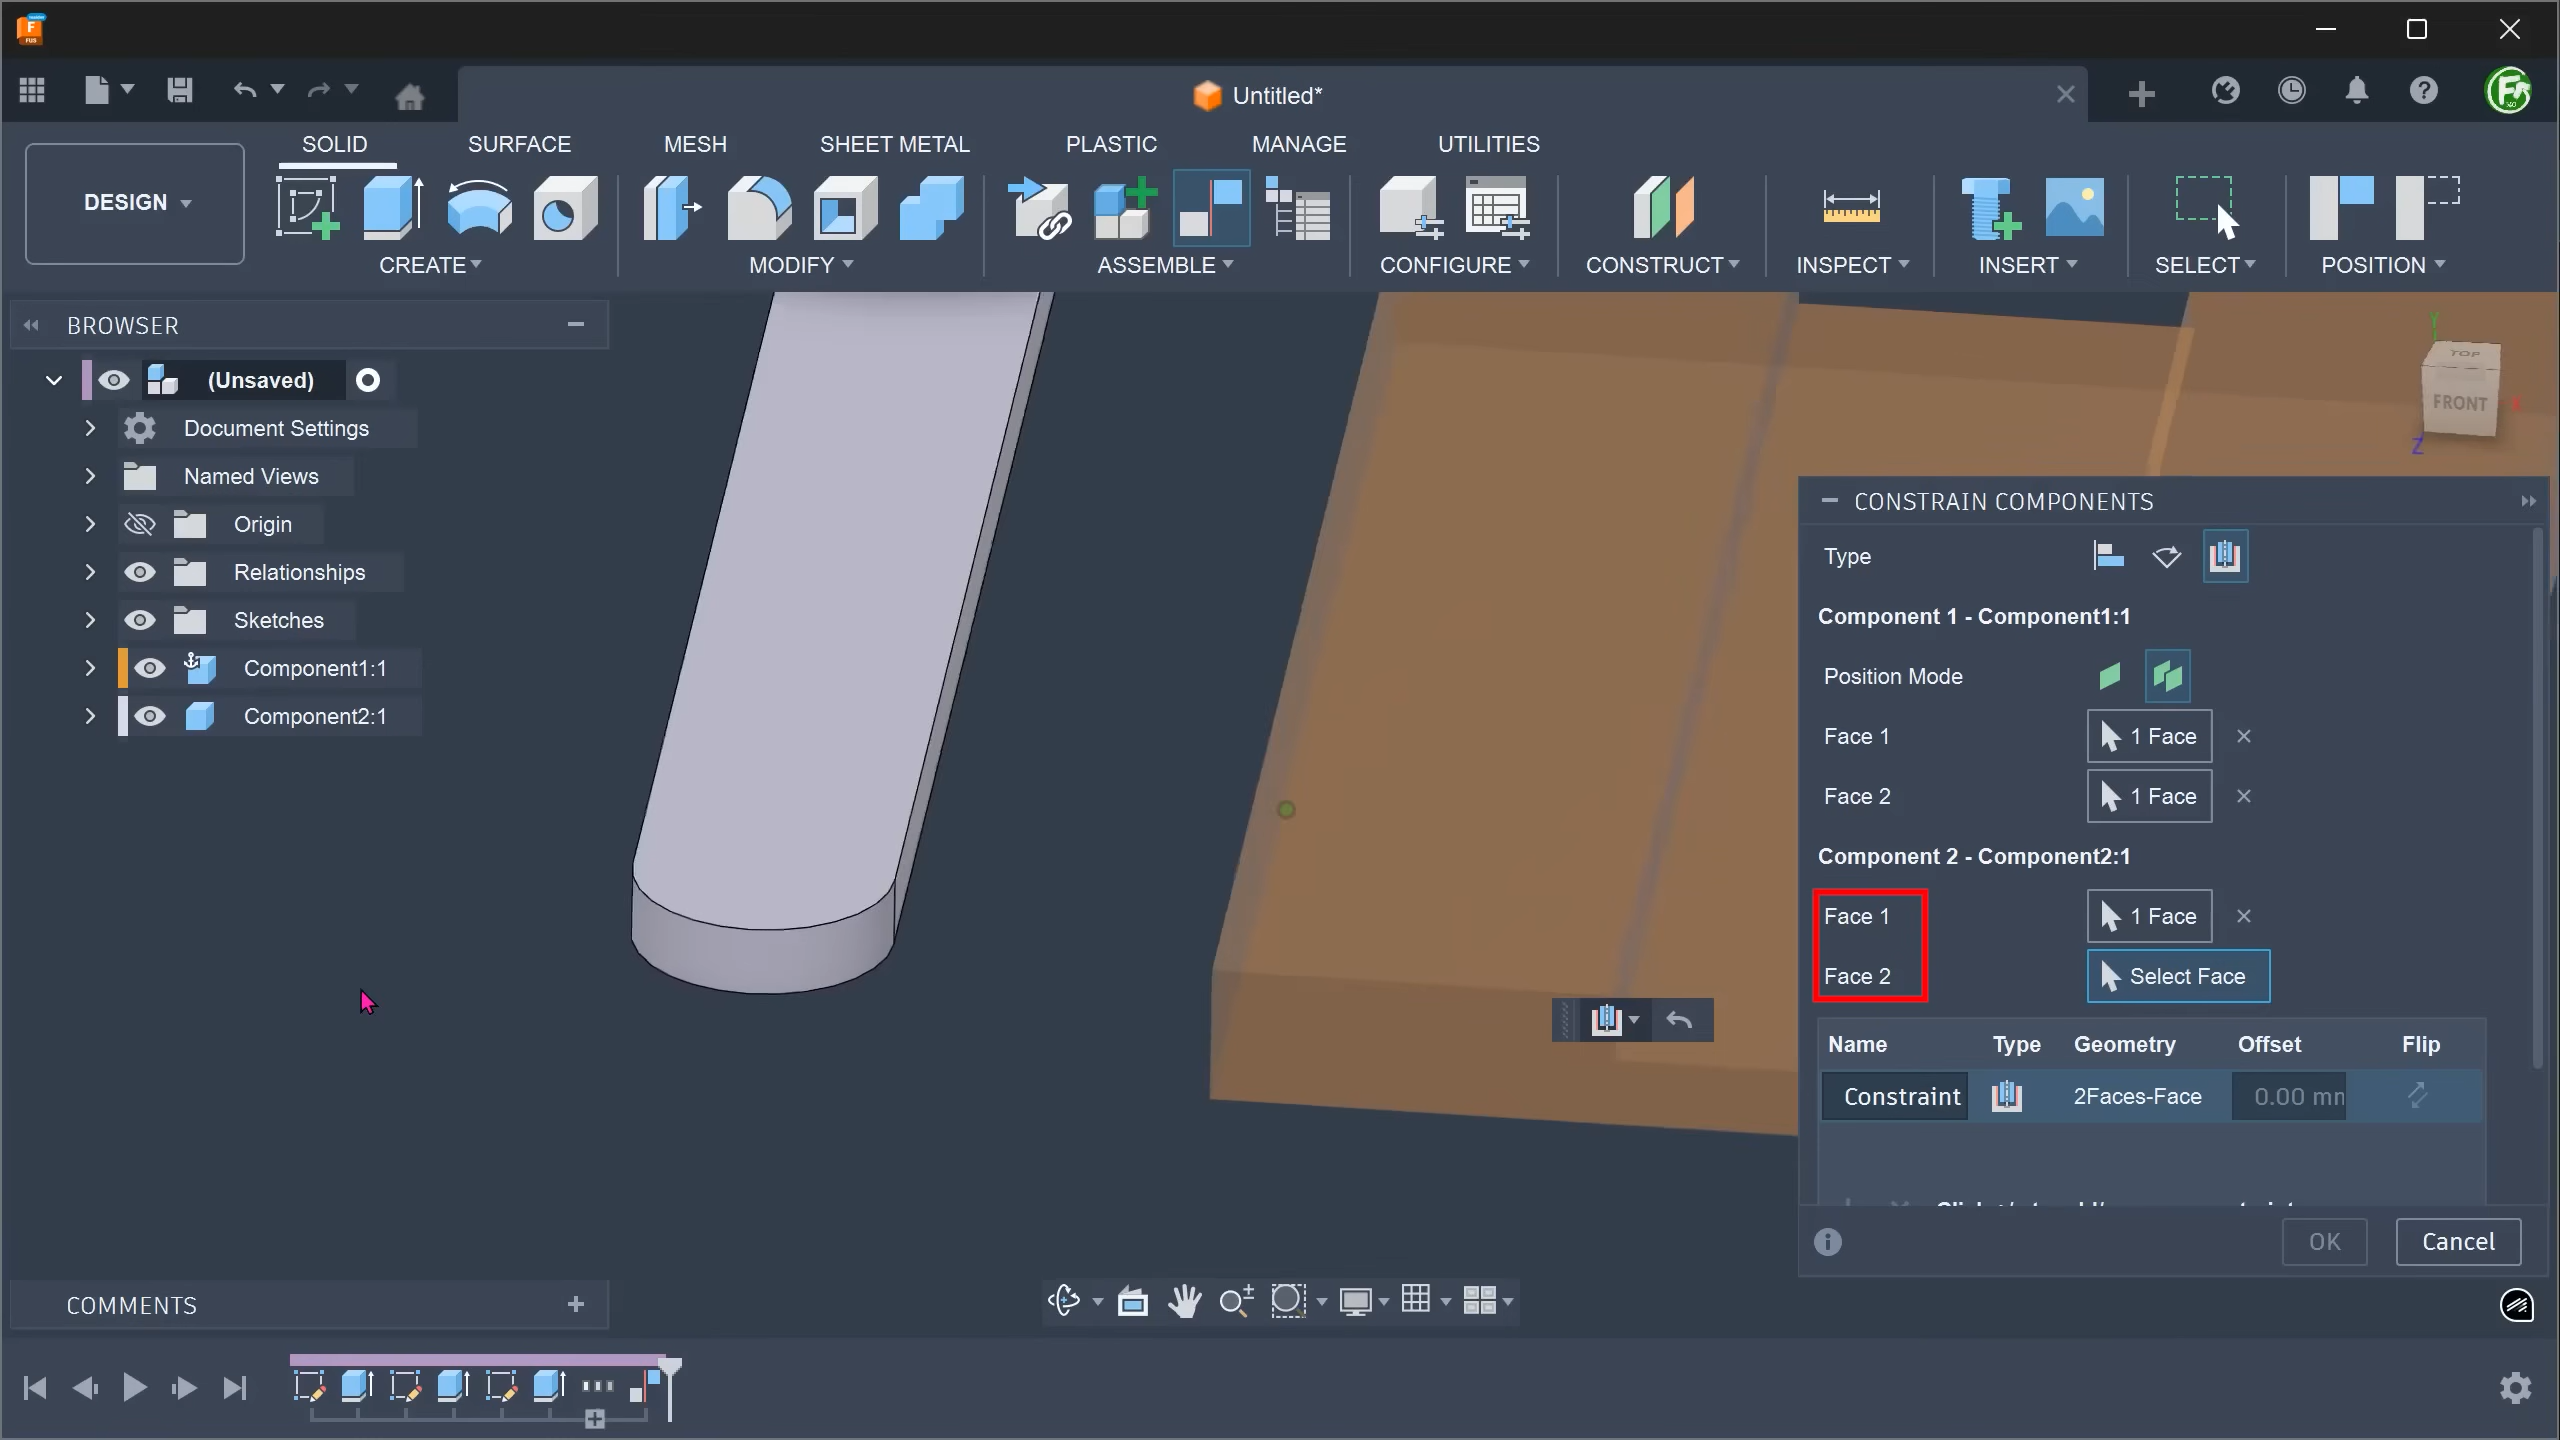 Untitled*
DESIGN
SOLID
SURFACE
MESH
SHEET METAL
PLASTIC
MANAGE
UTILITIES
CREATE
MODIFY
ASSEMBLE
CONFIGURE
CONSTRUCT
INSPECT
INSERT
SELECT
POSITION
BROWSER
(Unsaved)
Document Settings
Named Views
Origin
Relationships
Sketches
Component1:1
Component2:1
Y
TOP
FRONT
X
Z
CONSTRAIN COMPONENTS
Type
Component 1 - Component1:1
Position Mode
Face 1
1 Face
Face 2
1 Face
Component 2 - Component2:1
Face 1
1 Face
Face 2
Select Face
Name Type Geometry Offset Flip
Constraint 2Faces-Face 0.00 mm
OK
Cancel
COMMENTS